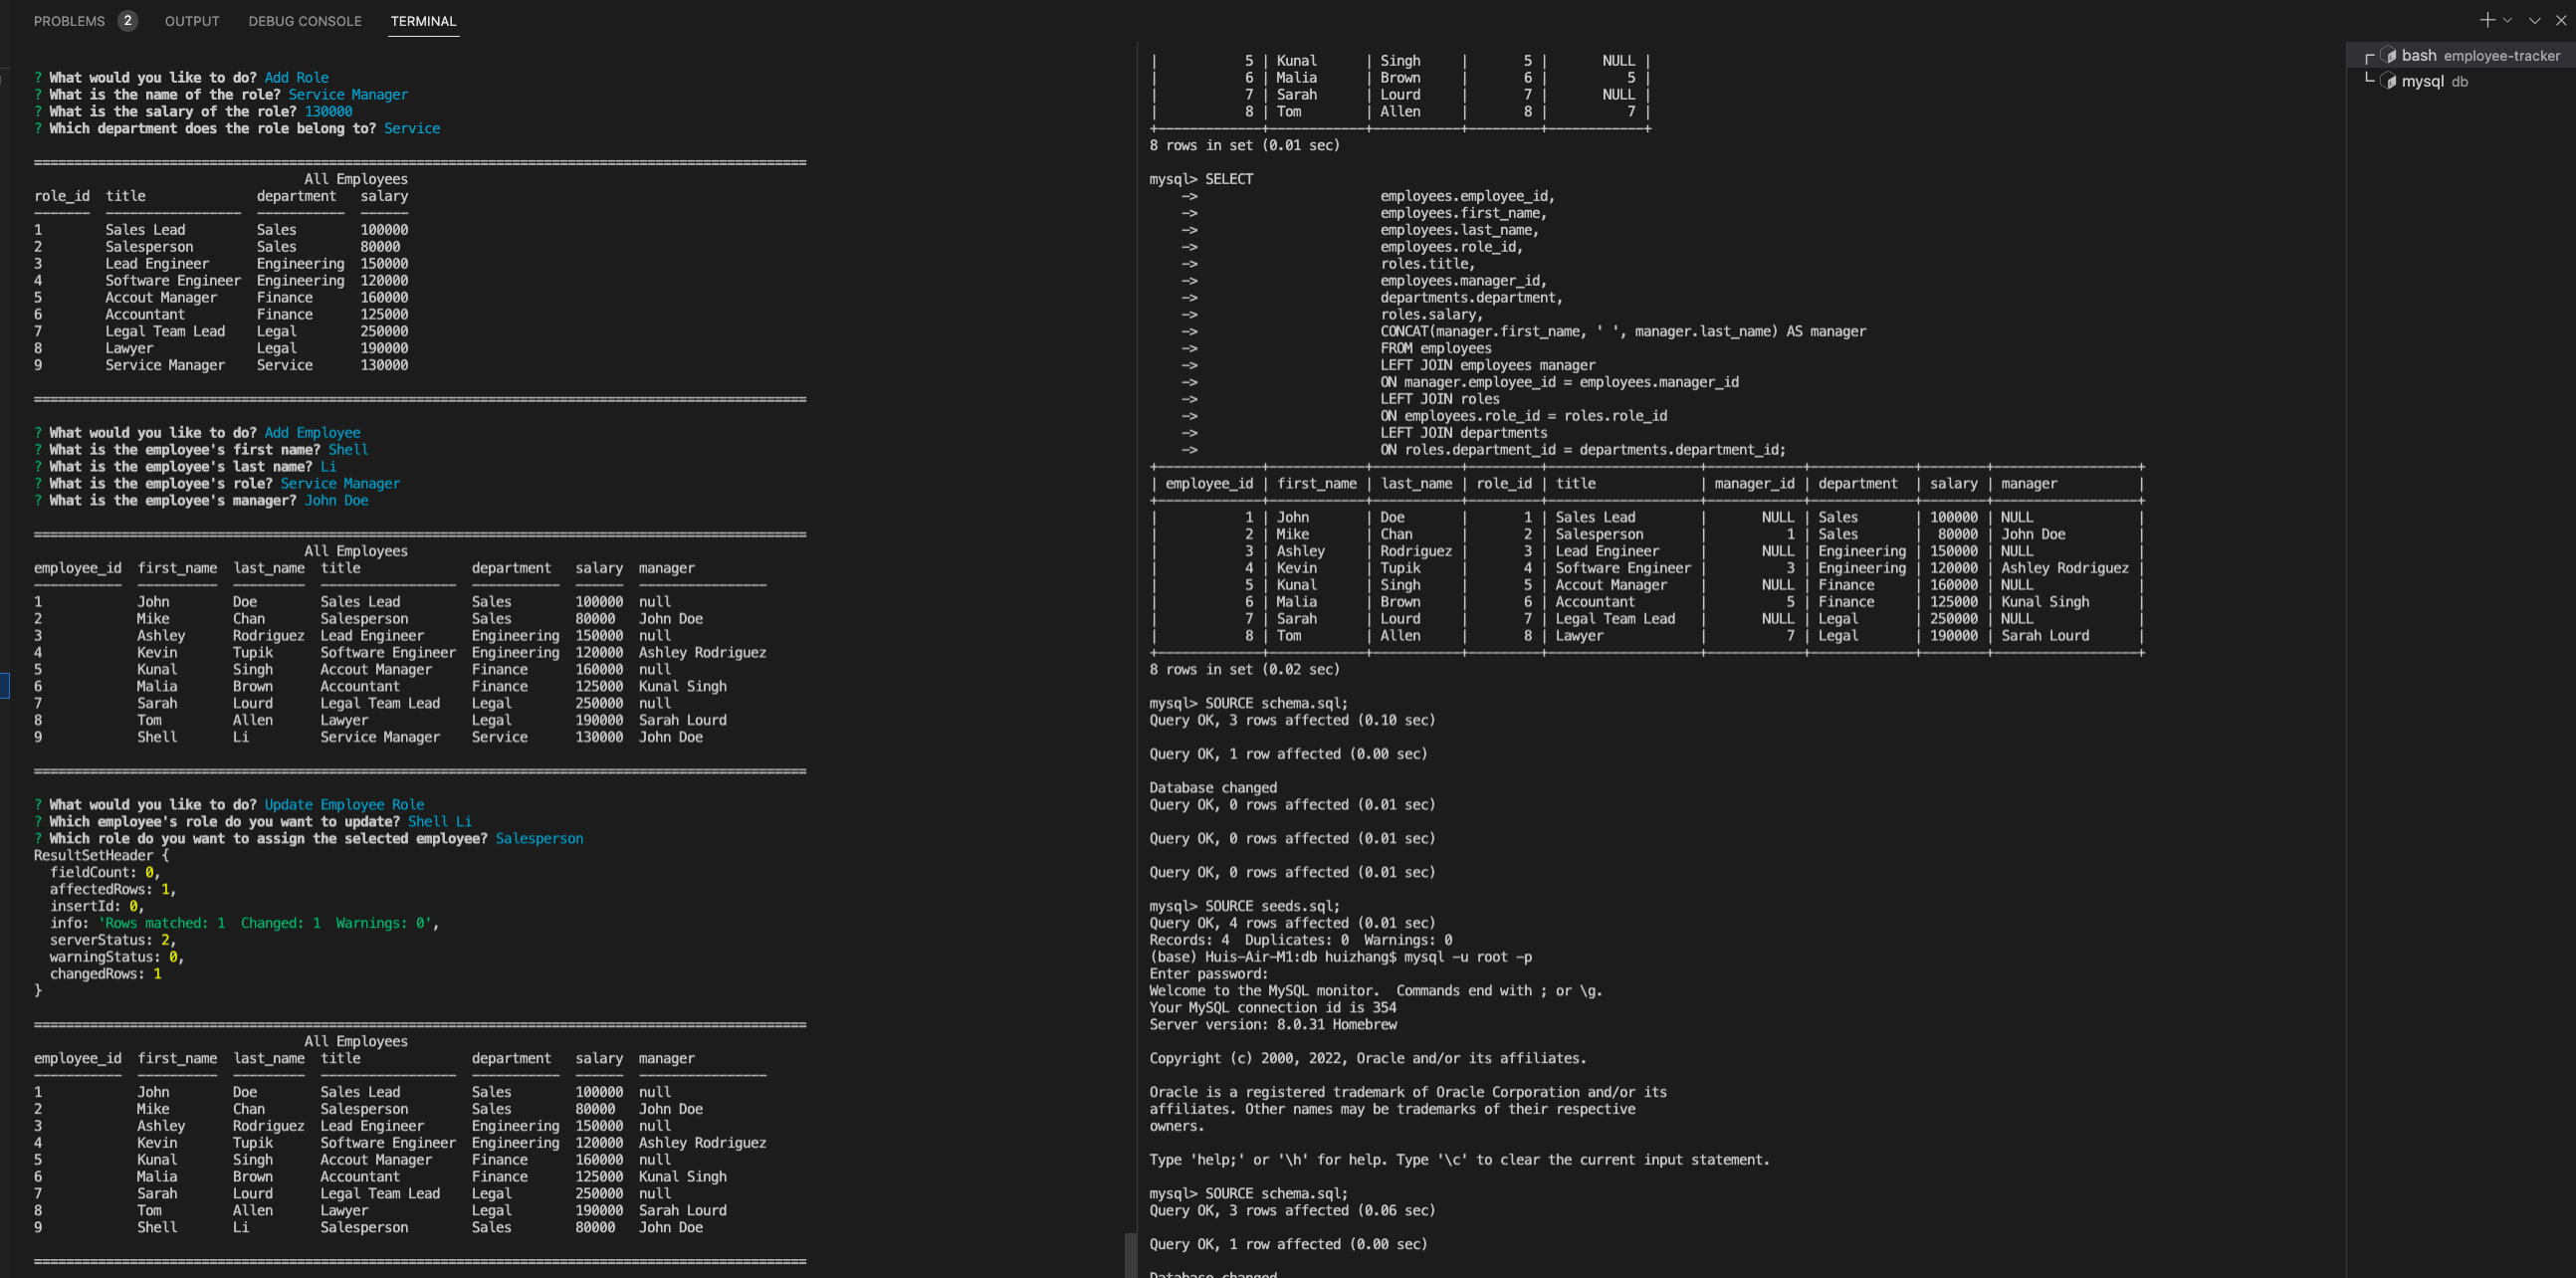 PROBLEMS 2 OUTPUT DEBUG CONSOLE TERMINAL
? What would you like to do? Add Role
? What is the name of the role? Service Manager
? What is the salary of the role? 130000
? Which department does the role belong to? Service
=================================================================================================
All Employees
role_id title department salary
------- ----------------- ----------- ------
1 Sales Lead Sales 100000
2 Salesperson Sales 80000
3 Lead Engineer Engineering 150000
4 Software Engineer Engineering 120000
5 Accout Manager Finance 160000
6 Accountant Finance 125000
7 Legal Team Lead Legal 250000
8 Lawyer Legal 190000
9 Service Manager Service 130000
=================================================================================================
? What would you like to do? Add Employee
? What is the employee's first name? Shell
? What is the employee's last name? Li
? What is the employee's role? Service Manager
? What is the employee's manager? John Doe
=================================================================================================
All Employees
employee_id first_name last_name title department salary manager
----------- ---------- --------- ----------------- ----------- ------ ----------------
1 John Doe Sales Lead Sales 100000 null
2 Mike Chan Salesperson Sales 80000 John Doe
3 Ashley Rodriguez Lead Engineer Engineering 150000 null
4 Kevin Tupik Software Engineer Engineering 120000 Ashley Rodriguez
5 Kunal Singh Accout Manager Finance 160000 null
6 Malia Brown Accountant Finance 125000 Kunal Singh
7 Sarah Lourd Legal Team Lead Legal 250000 null
8 Tom Allen Lawyer Legal 190000 Sarah Lourd
9 Shell Li Service Manager Service 130000 John Doe
=================================================================================================
? What would you like to do? Update Employee Role
? Which employee's role do you want to update? Shell Li
? Which role do you want to assign the selected employee? Salesperson
ResultSetHeader {
fieldCount: 0,
affectedRows: 1,
insertId: 0,
info: 'Rows matched: 1  Changed: 1  Warnings: 0',
serverStatus: 2,
warningStatus: 0,
changedRows: 1
}
=================================================================================================
All Employees
employee_id first_name last_name title department salary manager
----------- ---------- --------- ----------------- ----------- ------ ----------------
1 John Doe Sales Lead Sales 100000 null
2 Mike Chan Salesperson Sales 80000 John Doe
3 Ashley Rodriguez Lead Engineer Engineering 150000 null
4 Kevin Tupik Software Engineer Engineering 120000 Ashley Rodriguez
5 Kunal Singh Accout Manager Finance 160000 null
6 Malia Brown Accountant Finance 125000 Kunal Singh
7 Sarah Lourd Legal Team Lead Legal 250000 null
8 Tom Allen Lawyer Legal 190000 Sarah Lourd
9 Shell Li Salesperson Sales 80000 John Doe
=================================================================================================
| 5 | Kunal | Singh | 5 | NULL |
| 6 | Malia | Brown | 6 | 5 |
| 7 | Sarah | Lourd | 7 | NULL |
| 8 | Tom | Allen | 8 | 7 |
+-------------+------------+-----------+---------+------------+
8 rows in set (0.01 sec)
mysql> SELECT
-> employees.employee_id,
-> employees.first_name,
-> employees.last_name,
-> employees.role_id,
-> roles.title,
-> employees.manager_id,
-> departments.department,
-> roles.salary,
-> CONCAT(manager.first_name, ' ', manager.last_name) AS manager
-> FROM employees
-> LEFT JOIN employees manager
-> ON manager.employee_id = employees.manager_id
-> LEFT JOIN roles
-> ON employees.role_id = roles.role_id
-> LEFT JOIN departments
-> ON roles.department_id = departments.department_id;
+-------------+------------+-----------+---------+-------------------+------------+-------------+--------+------------------+
| employee_id | first_name | last_name | role_id | title | manager_id | department | salary | manager |
+-------------+------------+-----------+---------+-------------------+------------+-------------+--------+------------------+
| 1 | John | Doe | 1 | Sales Lead | NULL | Sales | 100000 | NULL |
| 2 | Mike | Chan | 2 | Salesperson | 1 | Sales | 80000 | John Doe |
| 3 | Ashley | Rodriguez | 3 | Lead Engineer | NULL | Engineering | 150000 | NULL |
| 4 | Kevin | Tupik | 4 | Software Engineer | 3 | Engineering | 120000 | Ashley Rodriguez |
| 5 | Kunal | Singh | 5 | Accout Manager | NULL | Finance | 160000 | NULL |
| 6 | Malia | Brown | 6 | Accountant | 5 | Finance | 125000 | Kunal Singh |
| 7 | Sarah | Lourd | 7 | Legal Team Lead | NULL | Legal | 250000 | NULL |
| 8 | Tom | Allen | 8 | Lawyer | 7 | Legal | 190000 | Sarah Lourd |
+-------------+------------+-----------+---------+-------------------+------------+-------------+--------+------------------+
8 rows in set (0.02 sec)
mysql> SOURCE schema.sql;
Query OK, 3 rows affected (0.10 sec)
Query OK, 1 row affected (0.00 sec)
Database changed
Query OK, 0 rows affected (0.01 sec)
Query OK, 0 rows affected (0.01 sec)
Query OK, 0 rows affected (0.01 sec)
mysql> SOURCE seeds.sql;
Query OK, 4 rows affected (0.01 sec)
Records: 4  Duplicates: 0  Warnings: 0
(base) Huis-Air-M1:db huizhang$ mysql -u root -p
Enter password:
Welcome to the MySQL monitor.  Commands end with ; or \g.
Your MySQL connection id is 354
Server version: 8.0.31 Homebrew
Copyright (c) 2000, 2022, Oracle and/or its affiliates.
Oracle is a registered trademark of Oracle Corporation and/or its
affiliates. Other names may be trademarks of their respective
owners.
Type 'help;' or '\h' for help. Type '\c' to clear the current input statement.
mysql> SOURCE schema.sql;
Query OK, 3 rows affected (0.06 sec)
Query OK, 1 row affected (0.00 sec)
Database changed
bash employee-tracker
mysql db